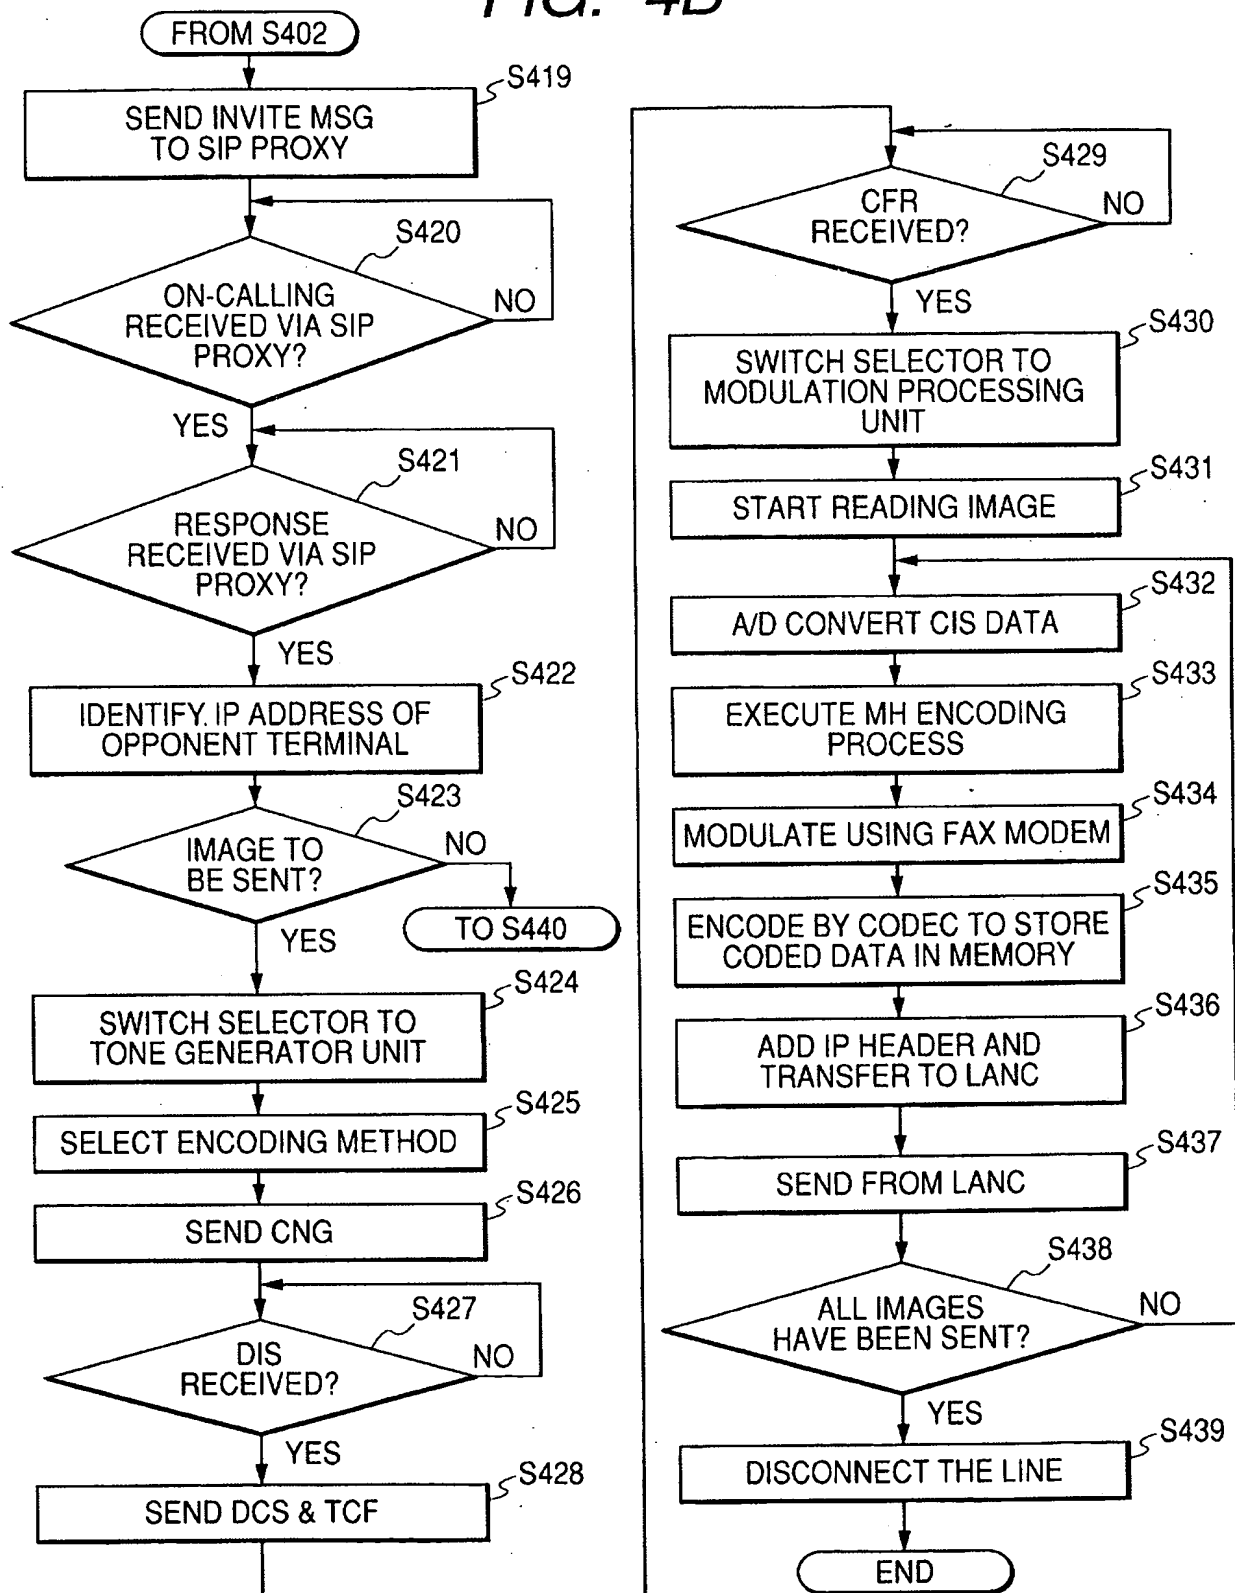 FIG. 4B
FROM S402
S419
SEND INVITE MSG
TO SIP PROXY
S420
ON-CALLING
RECEIVED VIA SIP
PROXY?
NO
YES
S421
RESPONSE
RECEIVED VIA SIP
PROXY?
NO
YES
S422
IDENTIFY. IP ADDRESS OF
OPPONENT TERMINAL
S423
IMAGE TO
BE SENT?
NO
TO S440
YES
S424
SWITCH SELECTOR TO
TONE GENERATOR UNIT
S425
SELECT ENCODING METHOD
S426
SEND CNG
S427
DIS
RECEIVED?
NO
YES
S428
SEND DCS & TCF
S429
CFR
RECEIVED?
NO
YES
S430
SWITCH SELECTOR TO
MODULATION PROCESSING
UNIT
S431
START READING IMAGE
S432
A/D CONVERT CIS DATA
S433
EXECUTE MH ENCODING
PROCESS
S434
MODULATE USING FAX MODEM
S435
ENCODE BY CODEC TO STORE
CODED DATA IN MEMORY
S436
ADD IP HEADER AND
TRANSFER TO LANC
S437
SEND FROM LANC
S438
ALL IMAGES
HAVE BEEN SENT?
NO
YES
S439
DISCONNECT THE LINE
END